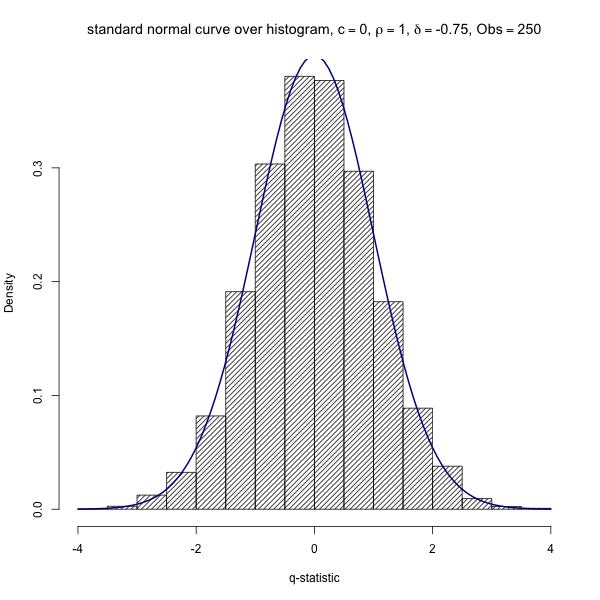 standard normal curve over histogram, c = 0, ρ = 1, δ = -0.75, Obs = 250
Density
0.3
0.2
0.1
0.0
-4 -2 0 2 4
q-statistic